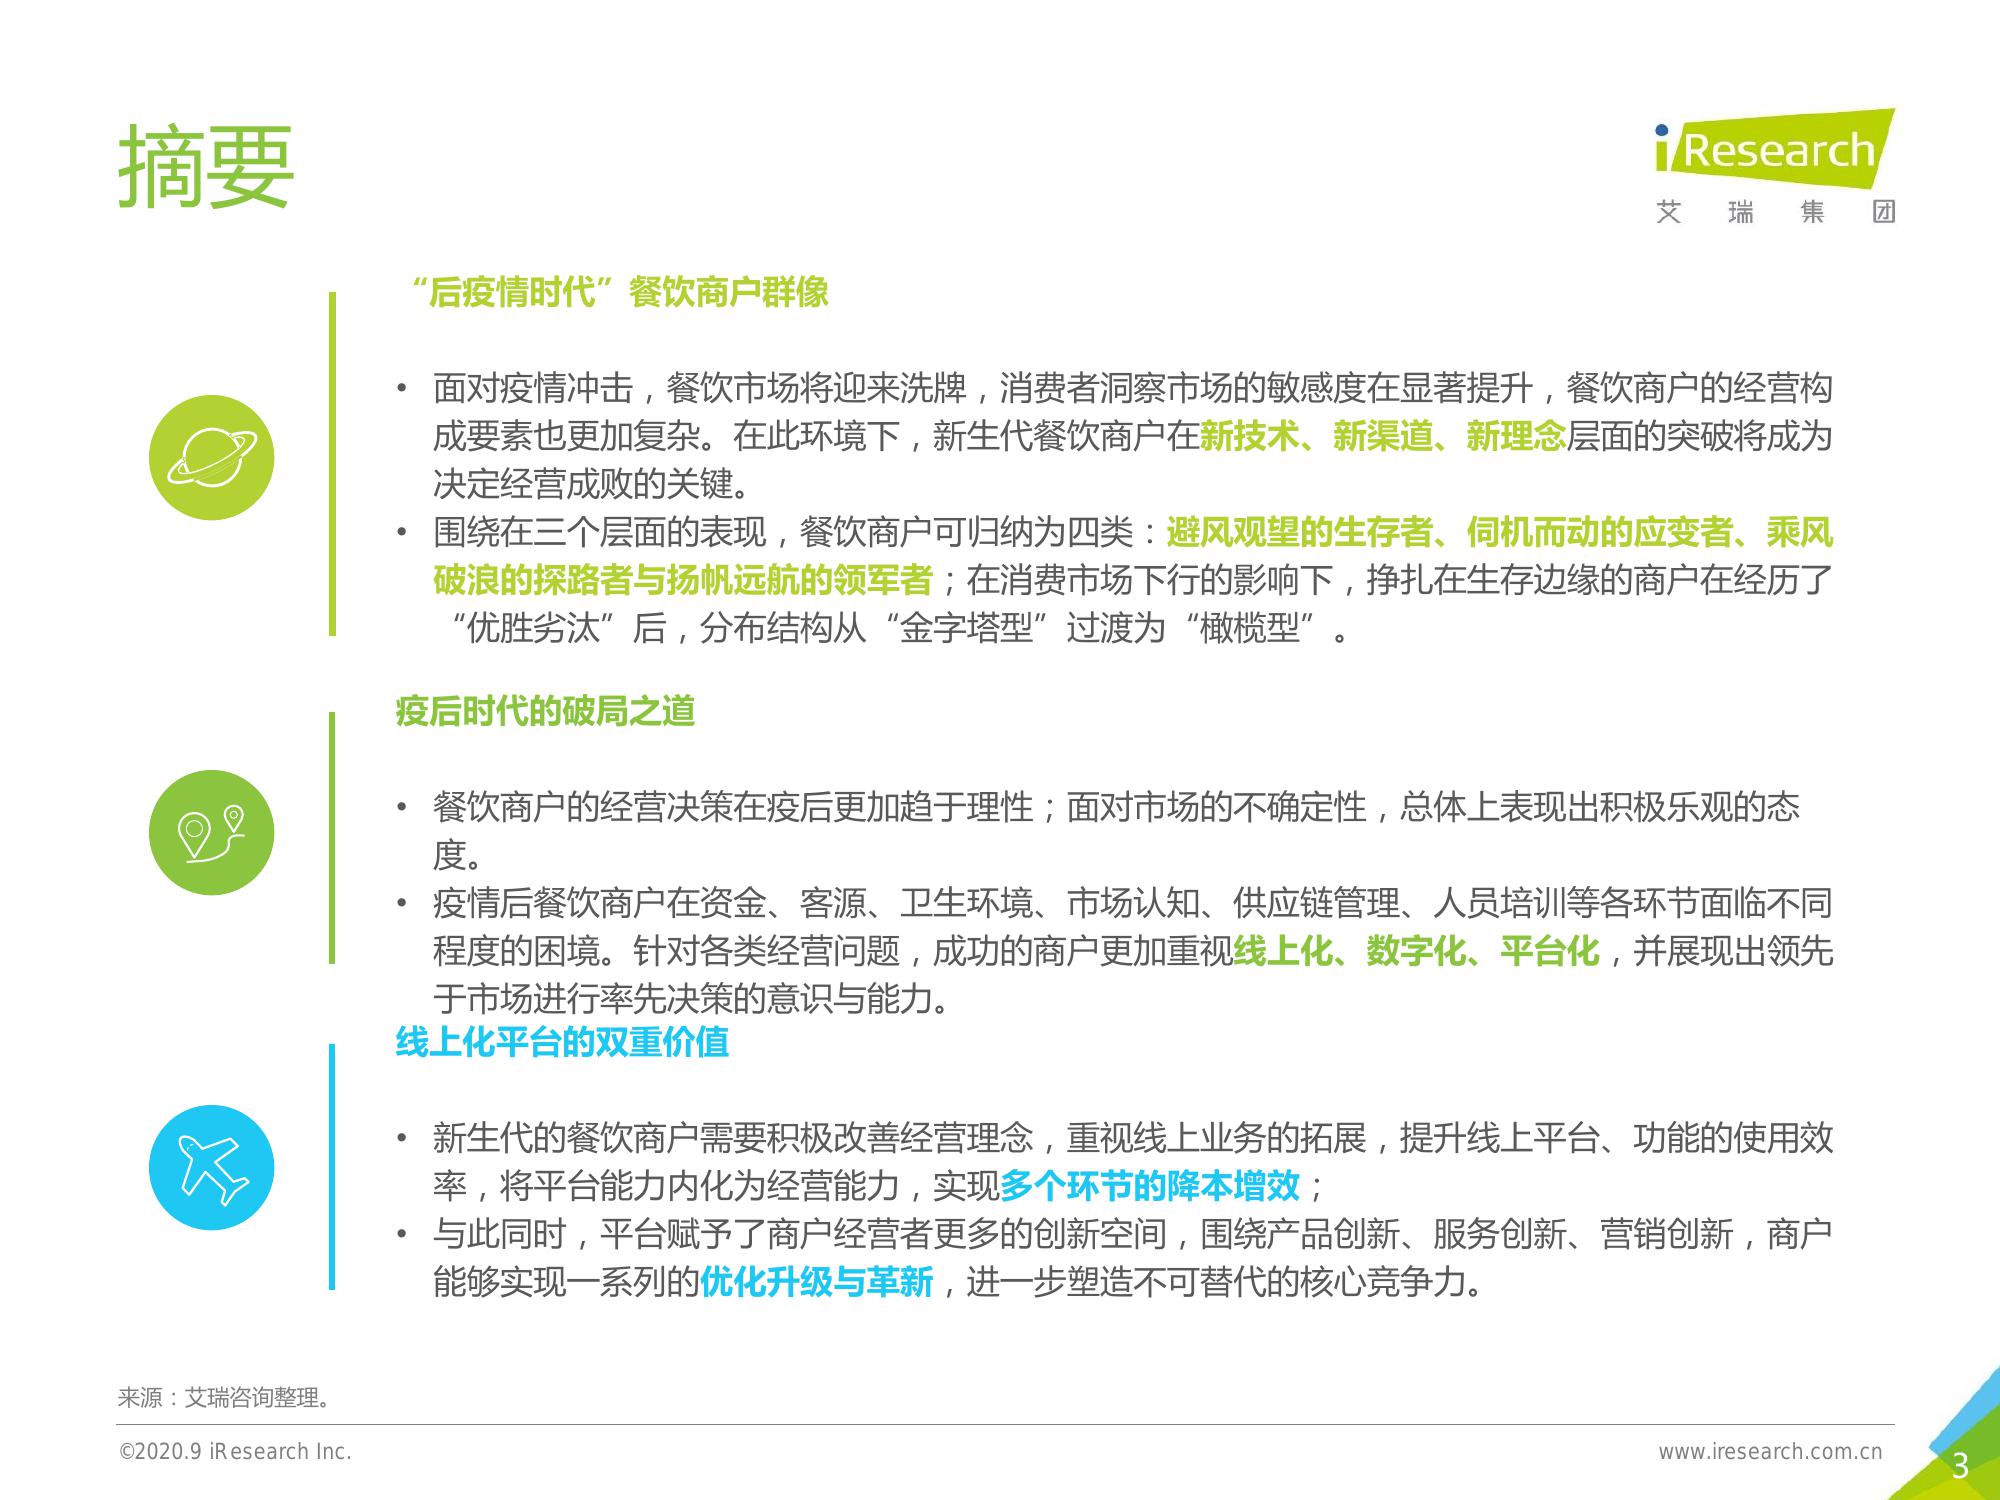 摘要
iResearch
艾瑞集团
“后疫情时代”餐饮商户群像
• 面对疫情冲击，餐饮市场将迎来洗牌，消费者洞察市场的敏感度在显著提升，餐饮商户的经营构
成要素也更加复杂。在此环境下，新生代餐饮商户在新技术、新渠道、新理念层面的突破将成为
决定经营成败的关键。
• 围绕在三个层面的表现，餐饮商户可归纳为四类：避风观望的生存者、伺机而动的应变者、乘风
破浪的探路者与扬帆远航的领军者；在消费市场下行的影响下，挣扎在生存边缘的商户在经历了
“优胜劣汰”后，分布结构从“金字塔型”过渡为“橄榄型”。
疫后时代的破局之道
• 餐饮商户的经营决策在疫后更加趋于理性；面对市场的不确定性，总体上表现出积极乐观的态
度。
• 疫情后餐饮商户在资金、客源、卫生环境、市场认知、供应链管理、人员培训等各环节面临不同
程度的困境。针对各类经营问题，成功的商户更加重视线上化、数字化、平台化，并展现出领先
于市场进行率先决策的意识与能力。
线上化平台的双重价值
• 新生代的餐饮商户需要积极改善经营理念，重视线上业务的拓展，提升线上平台、功能的使用效
率，将平台能力内化为经营能力，实现多个环节的降本增效；
• 与此同时，平台赋予了商户经营者更多的创新空间，围绕产品创新、服务创新、营销创新，商户
能够实现一系列的优化升级与革新，进一步塑造不可替代的核心竞争力。
来源：艾瑞咨询整理。
©2020.9 iResearch Inc.
www.iresearch.com.cn
3